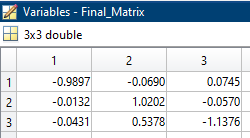 Variables - Final_Matrix
3x3 double
1 2 3
1 -0.9897 -0.0690 0.0745
2 -0.0132 1.0202 -0.0570
3 -0.0431 0.5378 -1.1376